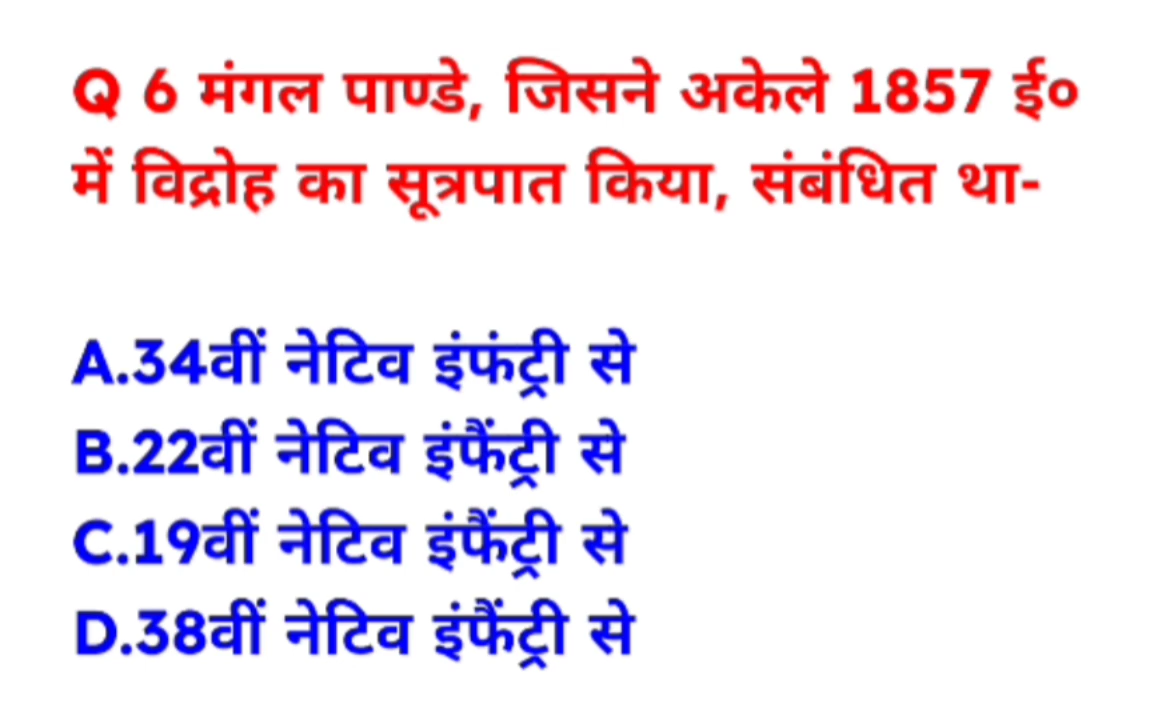 Q 6 मंगल पाण्डे, जिसने अकेले 1857 ई०
में विद्रोह का सूत्रपात किया, संबंधित था-
A.34वीं नेटिव इंफंट्री से
B.22वीं नेटिव इंफैंट्री से
C.19वीं नेटिव इंफैंट्री से
D.38वीं नेटिव इंफैंट्री से